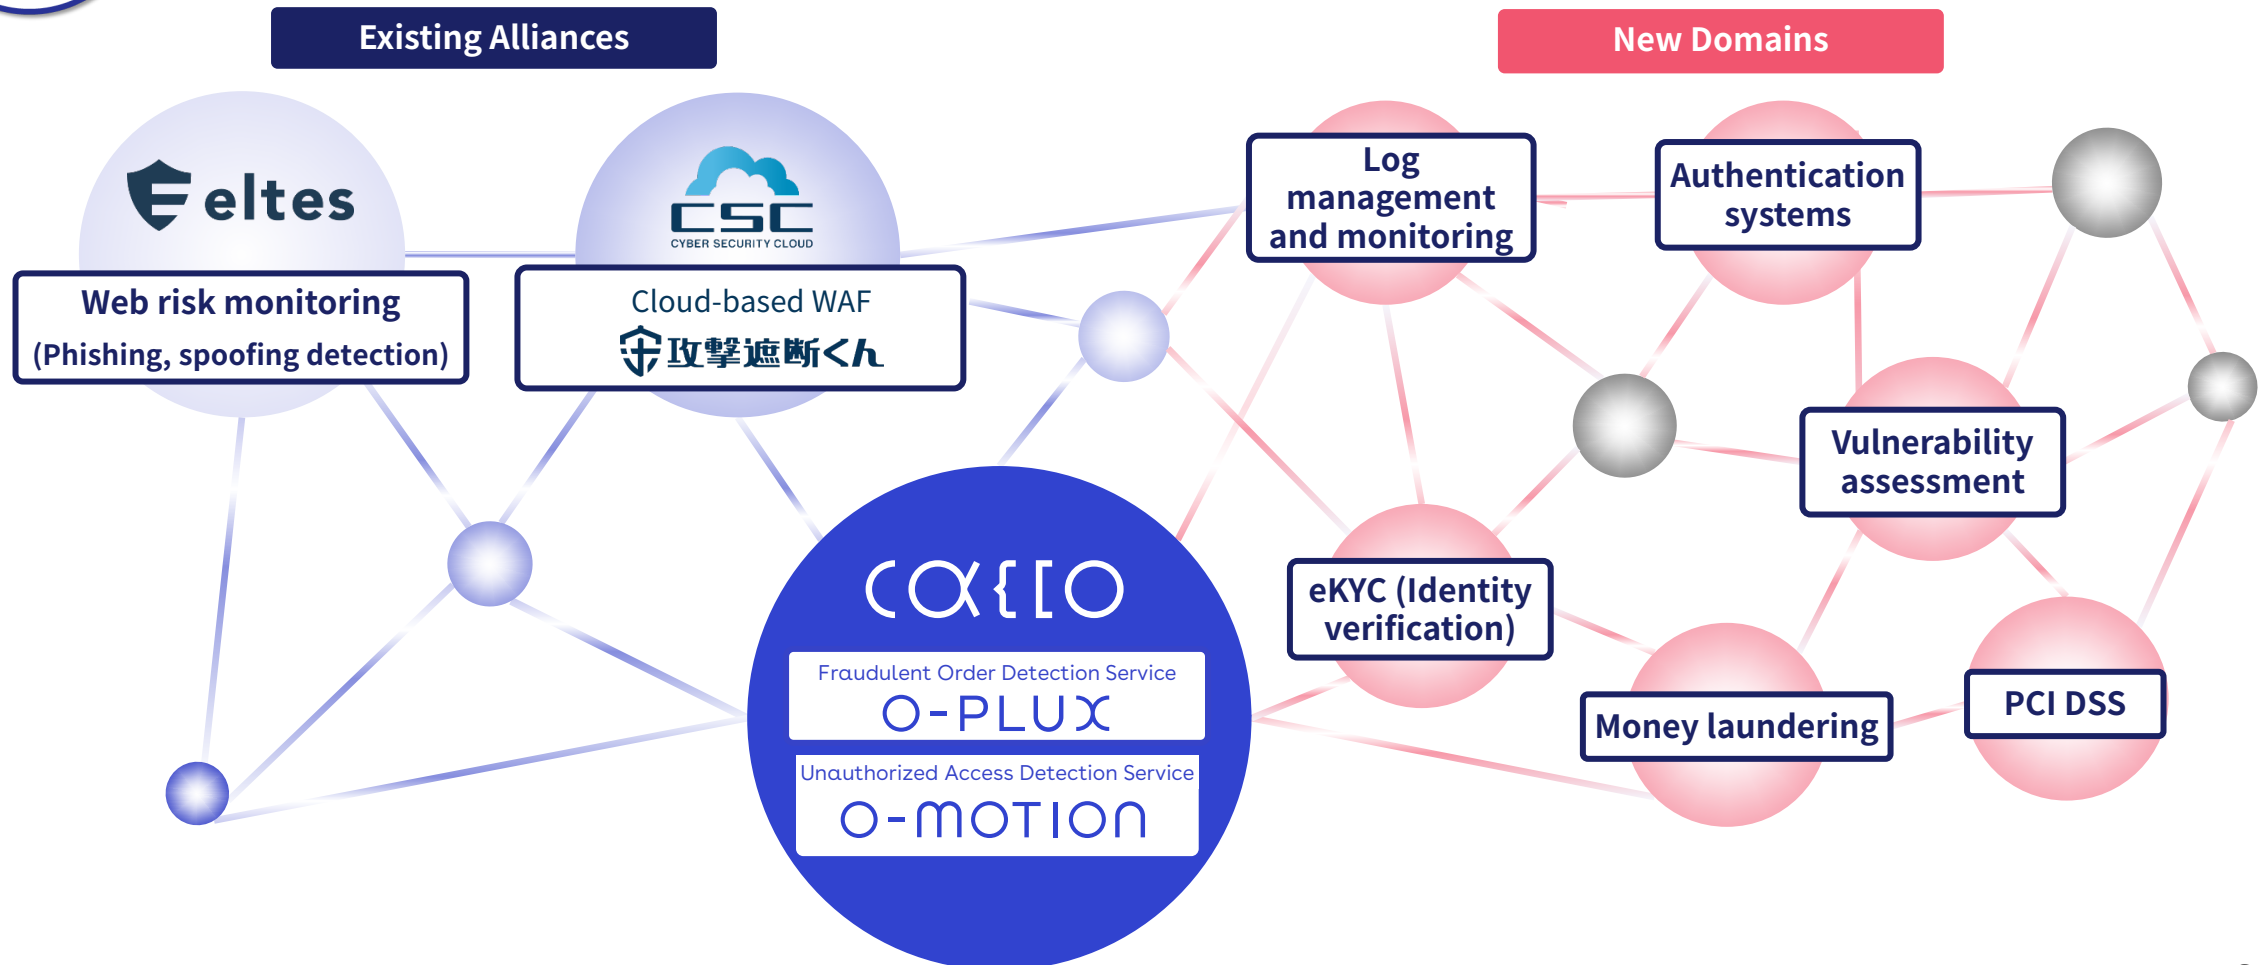 Existing Alliances
New Domains
eltes
Web risk monitoring
(Phishing, spoofing detection)
CSC
CYBER SECURITY CLOUD
Cloud-based WAF
攻撃遮断くん
Log
management
and monitoring
Authentication
systems
Vulnerability
assessment
eKYC (Identity
verification)
Money laundering
PCI DSS
cacco
Fraudulent Order Detection Service
O-PLUX
Unauthorized Access Detection Service
O-MOTION